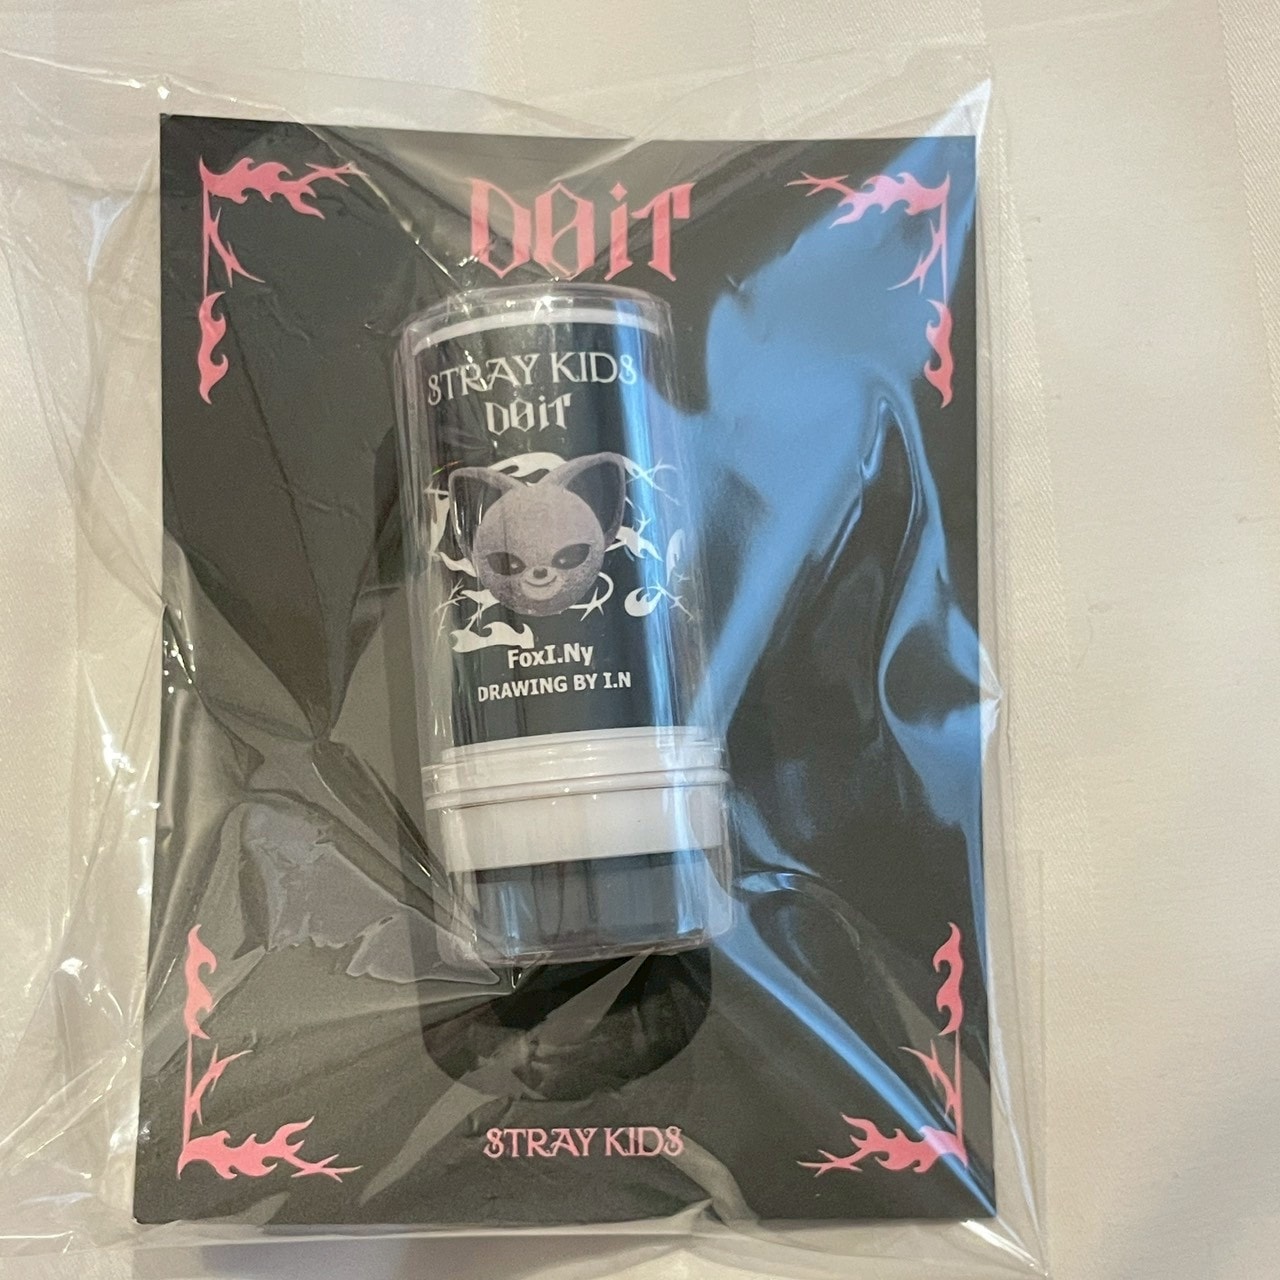 DOiT
STRAY KIDS
DOiT
FoxI.Ny
DRAWING BY I.N
STRAY KIDS